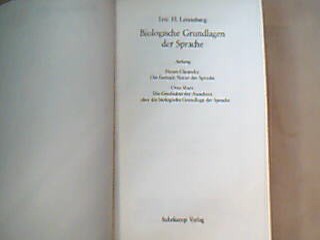 Eric H. Lenneberg
Biologische Grundlagen
der Sprache
Anhang
Noam Chomsky:
Die formale Natur der Sprache
Otto Marx:
Die Geschichte der Ansichten
über die biologische Grundlage der Sprache
Suhrkamp Verlag